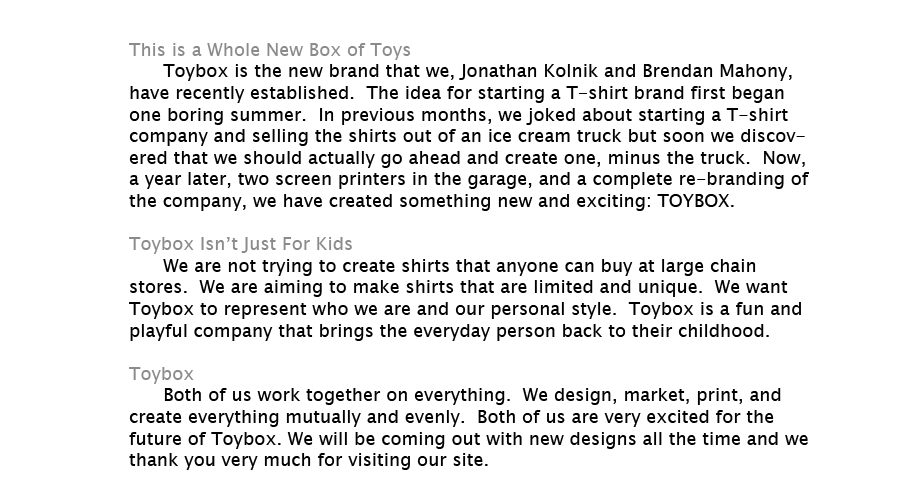 This is a Whole New Box of Toys
Toybox is the new brand that we, Jonathan Kolnik and Brendan Mahony,
have recently established.  The idea for starting a T-shirt brand first began
one boring summer.  In previous months, we joked about starting a T-shirt
company and selling the shirts out of an ice cream truck but soon we discov-
ered that we should actually go ahead and create one, minus the truck.  Now,
a year later, two screen printers in the garage, and a complete re-branding of
the company, we have created something new and exciting: TOYBOX.
Toybox Isn't Just For Kids
We are not trying to create shirts that anyone can buy at large chain
stores.  We are aiming to make shirts that are limited and unique.  We want
Toybox to represent who we are and our personal style.  Toybox is a fun and
playful company that brings the everyday person back to their childhood.
Toybox
Both of us work together on everything.  We design, market, print, and
create everything mutually and evenly.  Both of us are very excited for the
future of Toybox. We will be coming out with new designs all the time and we
thank you very much for visiting our site.